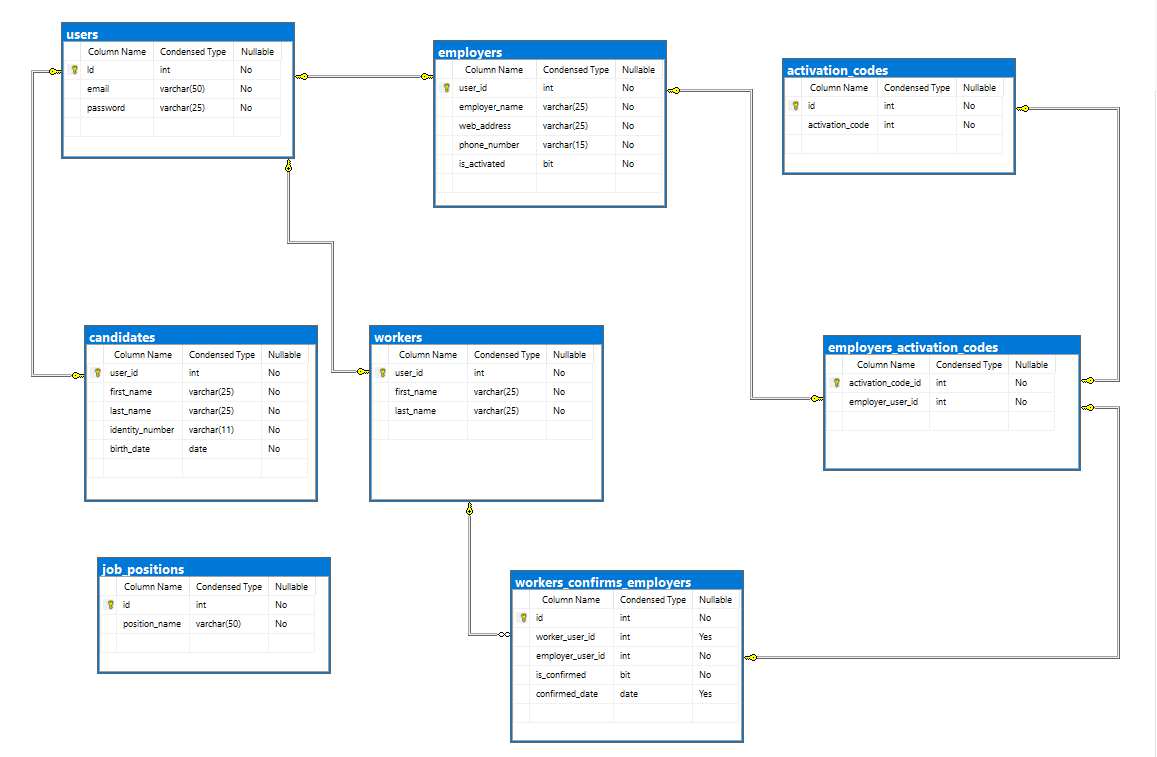 users
Column Name Condensed Type Nullable
Id int No
email varchar(50) No
password varchar(25) No
employers
Column Name Condensed Type Nullable
user_id int No
employer_name varchar(25) No
web_address varchar(25) No
phone_number varchar(15) No
is_activated bit No
activation_codes
Column Name Condensed Type Nullable
id int No
activation_code int No
candidates
Column Name Condensed Type Nullable
user_id int No
first_name varchar(25) No
last_name varchar(25) No
identity_number varchar(11) No
birth_date date No
workers
Column Name Condensed Type Nullable
user_id int No
first_name varchar(25) No
last_name varchar(25) No
employers_activation_codes
Column Name Condensed Type Nullable
activation_code_id int No
employer_user_id int No
job_positions
Column Name Condensed Type Nullable
id int No
position_name varchar(50) No
workers_confirms_employers
Column Name Condensed Type Nullable
id int No
worker_user_id int Yes
employer_user_id int No
is_confirmed bit No
confirmed_date date Yes